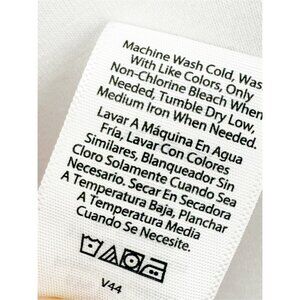 Machine Wash Cold, Was
With Like Colors, Only
Non-Chlorine Bleach When
Needed, Tumble Dry Low,
Medium Iron When Needed.
Lavar A Máquina En Agua
Fría, Lavar Con Colores
Similares, Blanqueador Sin
Cloro Solamente Cuando Sea
Necesario. Secar En Secadora
A Temperatura Baja, Planchar
A Temperatura Media
Cuando Se Necesite.
V44